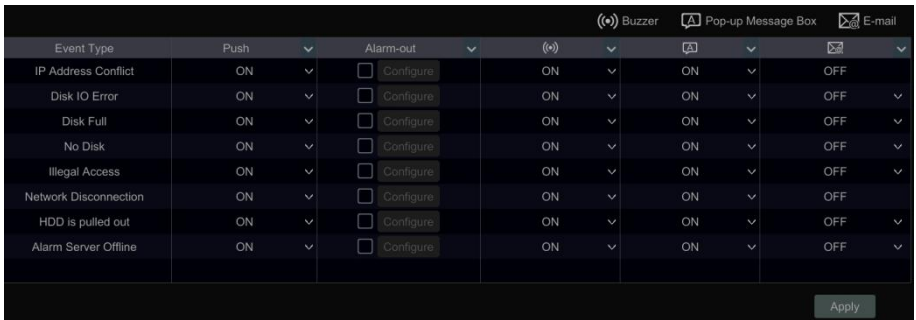 Buzzer Pop-up Message Box E-mail
Event Type Push Alarm-out
IP Address Conflict ON Configure ON ON OFF
Disk IO Error ON Configure ON ON OFF
Disk Full ON Configure ON ON OFF
No Disk ON Configure ON ON OFF
Illegal Access ON Configure ON ON OFF
Network Disconnection ON Configure ON ON OFF
HDD is pulled out ON Configure ON ON OFF
Alarm Server Offline ON Configure ON ON OFF
Apply